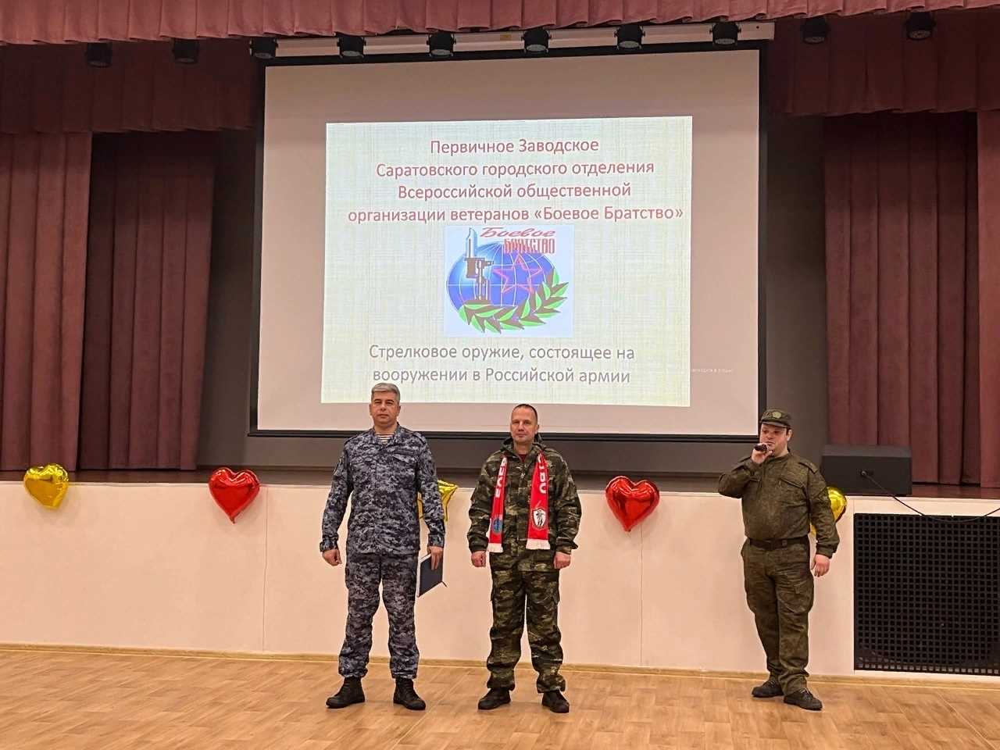 Первичное Заводское
Саратовского городского отделения
Всероссийской общественной
организации ветеранов «Боевое Братство»
Боевое
БРАТСТВО
Стрелковое оружие, состоящее на
вооружении в Российской армии